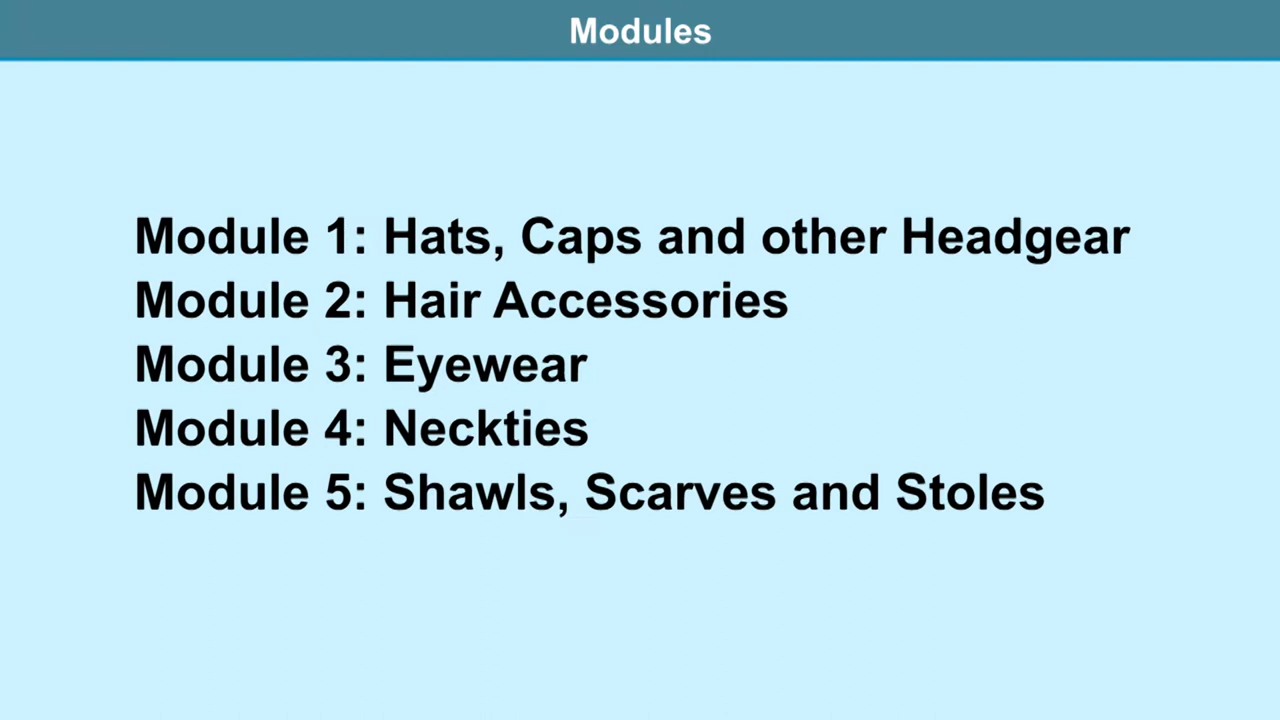 Modules
Module 1: Hats, Caps and other Headgear
Module 2: Hair Accessories
Module 3: Eyewear
Module 4: Neckties
Module 5: Shawls, Scarves and Stoles